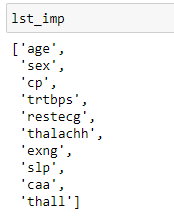 lst_imp
['age',
'sex',
'cp',
'trtbps',
'restecg',
'thalachh',
'exng',
'slp',
'caa',
'thall']